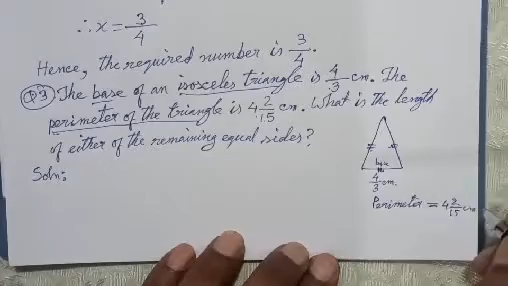 ∴ x = 3/4
Hence, the required number is 3/4.
Q3 The base of an isosceles triangle is 4/3 cm. The
perimeter of the triangle is 4 2/15 cm. What is the length
of either of the remaining equal sides?
Soln:
base
4/3 cm.
Perimeter = 4 2/15 cm